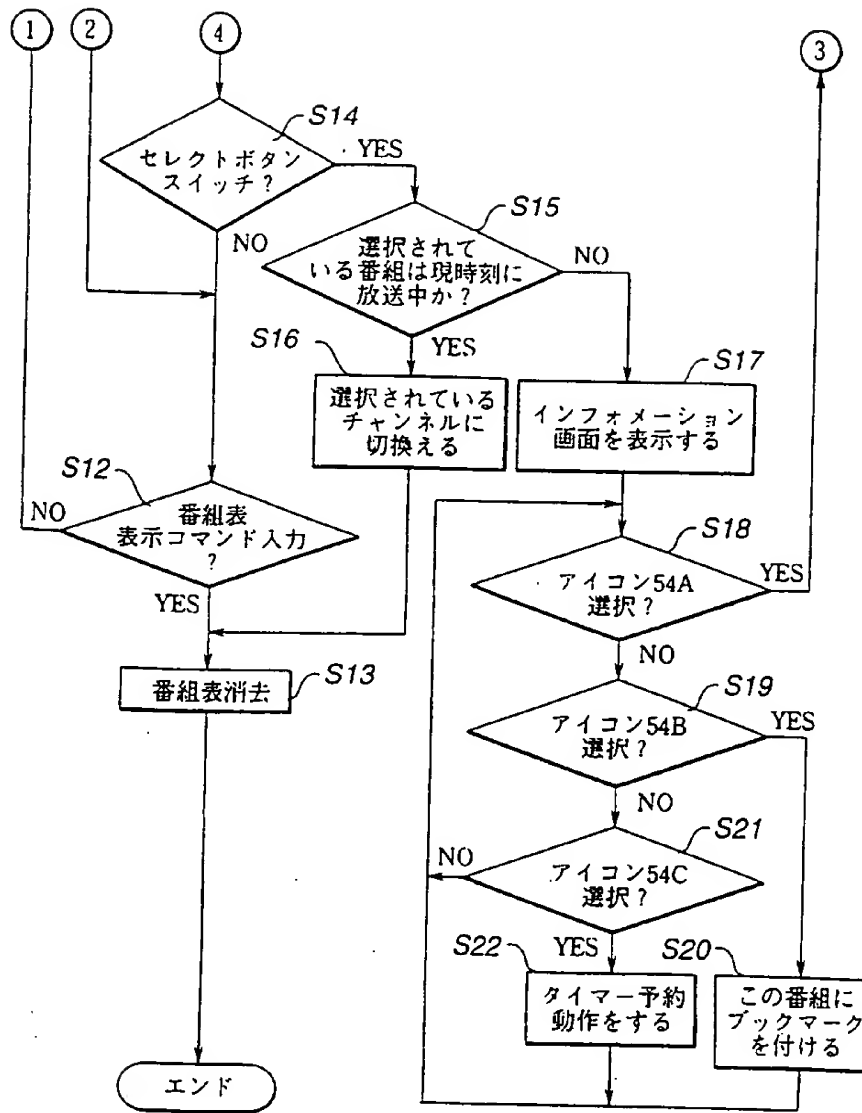 1
2
4
3
S14
セレクトボタン
スイッチ?
YES
NO
S15
選択されて
いる番組は現時刻に
放送中か?
NO
YES
S16
選択されている
チャンネルに
切換える
S17
インフォメーション
画面を表示する
S12
NO
番組表
表示コマンド入力
?
YES
S13
番組表消去
S18
アイコン54A
選択?
YES
NO
S19
アイコン54B
選択?
YES
NO
S21
NO
アイコン54C
選択?
YES
S22
タイマー予約
動作をする
S20
この番組に
ブックマーク
を付ける
エンド